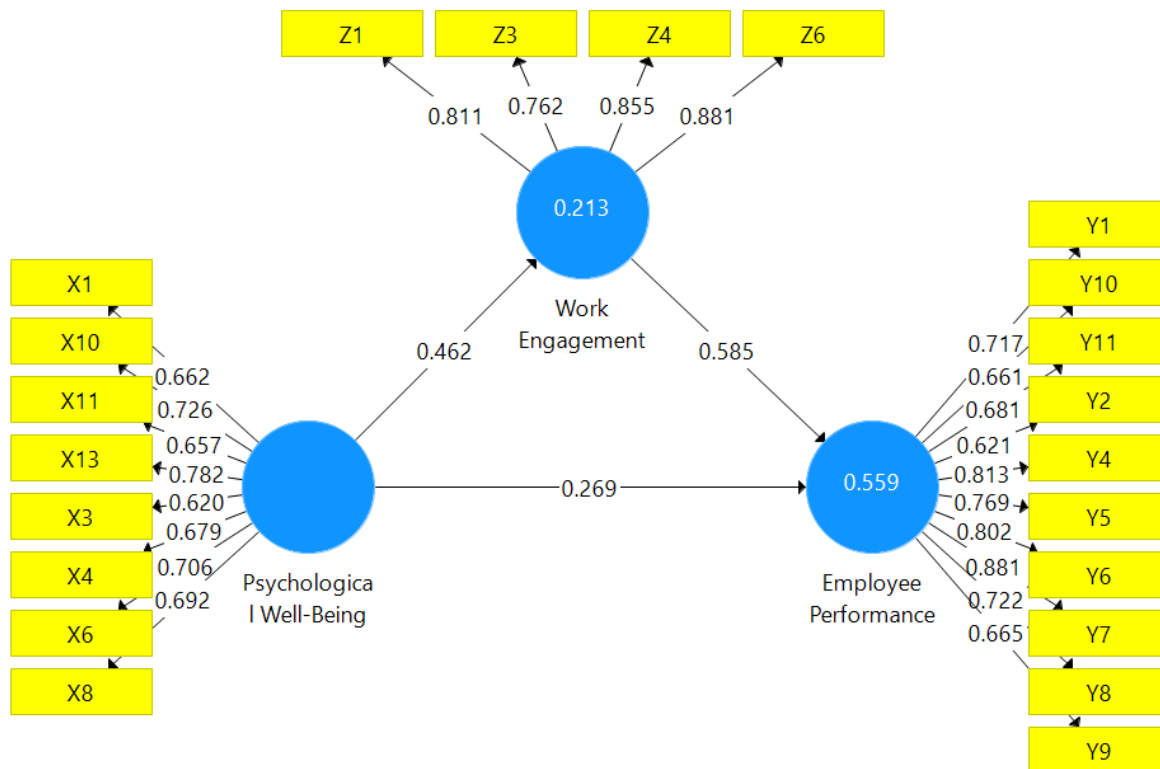 Z1
Z3
Z4
Z6
0.811
0.762
0.855
0.881
0.213
Work
Engagement
X1
X10
X11
X13
X3
X4
X6
X8
0.662
0.726
0.657
0.782
0.620
0.679
0.706
0.692
Psychologica
l Well-Being
0.462
0.585
0.269
0.559
Employee
Performance
0.717
0.661
0.681
0.621
0.813
0.769
0.802
0.881
0.722
0.665
Y1
Y10
Y11
Y2
Y4
Y5
Y6
Y7
Y8
Y9